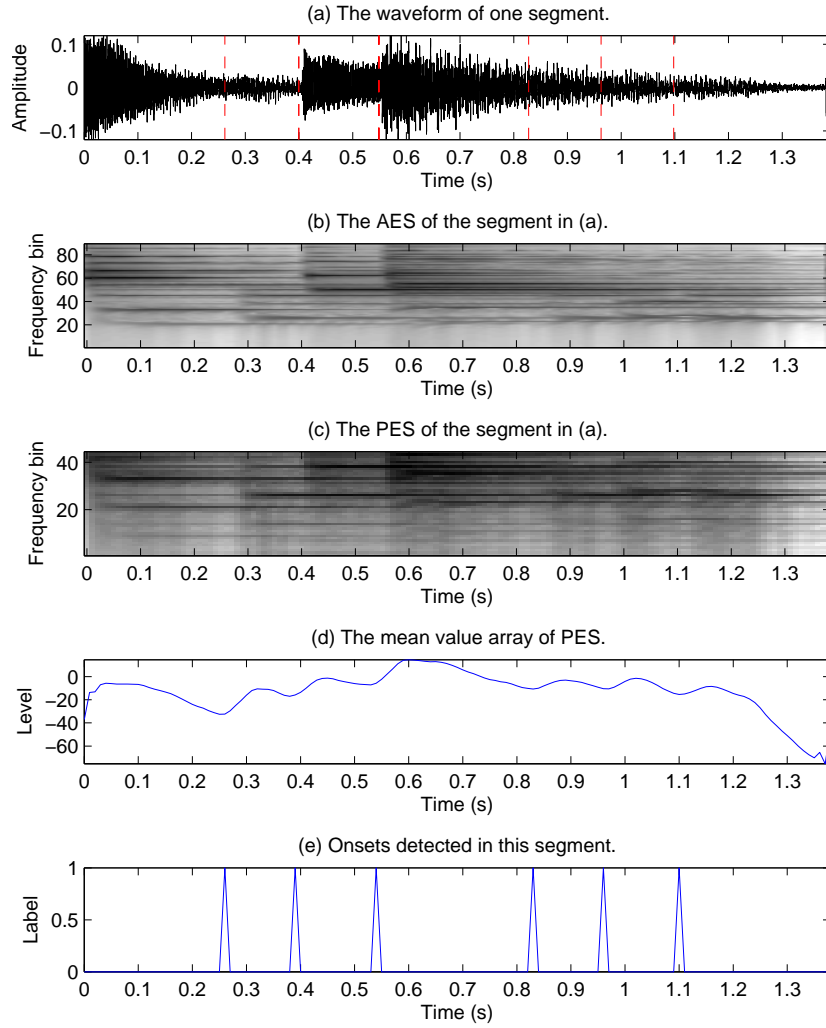 (a) The waveform of one segment.
Amplitude
0.1
0
−0.1
0 0.1 0.2 0.3 0.4 0.5 0.6 0.7 0.8 0.9 1 1.1 1.2 1.3
Time (s)
(b) The AES of the segment in (a).
Frequency bin
80
60
40
20
0 0.1 0.2 0.3 0.4 0.5 0.6 0.7 0.8 0.9 1 1.1 1.2 1.3
Time (s)
(c) The PES of the segment in (a).
Frequency bin
40
20
0 0.1 0.2 0.3 0.4 0.5 0.6 0.7 0.8 0.9 1 1.1 1.2 1.3
Time (s)
(d) The mean value array of PES.
Level
0
−20
−40
−60
0 0.1 0.2 0.3 0.4 0.5 0.6 0.7 0.8 0.9 1 1.1 1.2 1.3
Time (s)
(e) Onsets detected in this segment.
Label
1
0.5
0
0 0.1 0.2 0.3 0.4 0.5 0.6 0.7 0.8 0.9 1 1.1 1.2 1.3
Time (s)